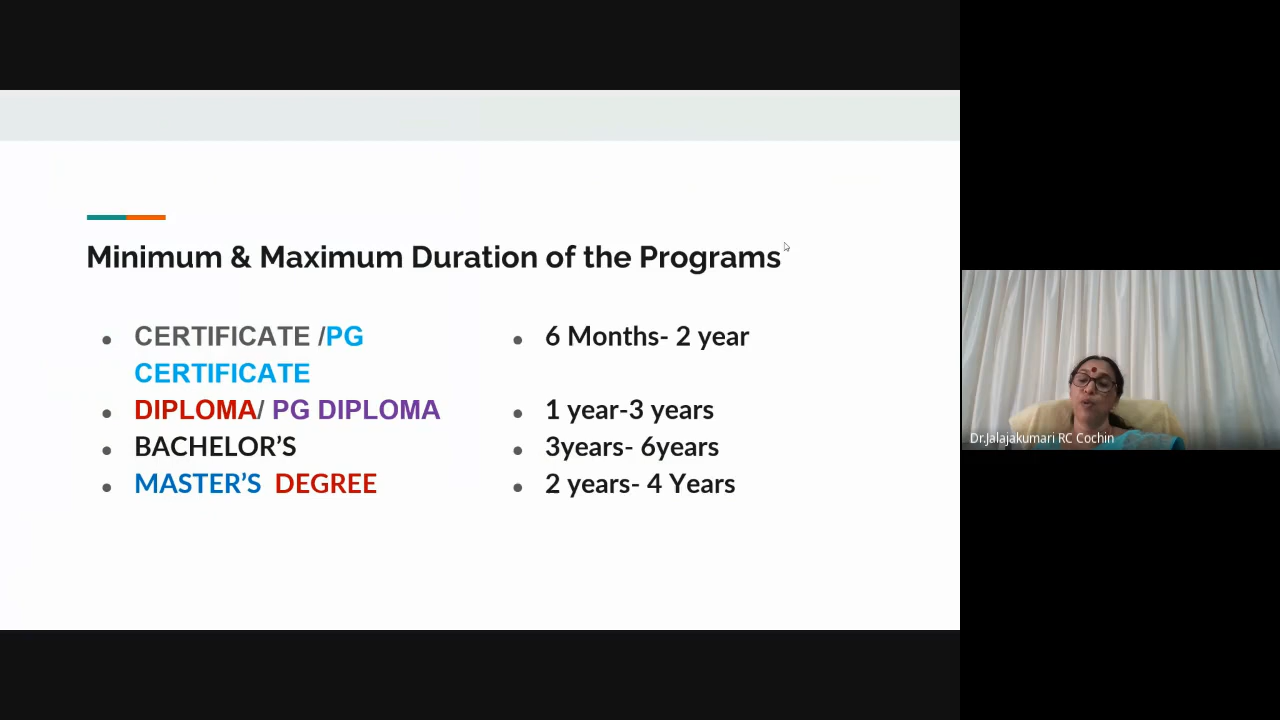 Minimum & Maximum Duration of the Programs
CERTIFICATE /PG
CERTIFICATE
DIPLOMA/ PG DIPLOMA
BACHELOR’S
MASTER’S DEGREE
6 Months- 2 year
1 year-3 years
3years- 6years
2 years- 4 Years
Dr.Jalajakumari RC Cochin